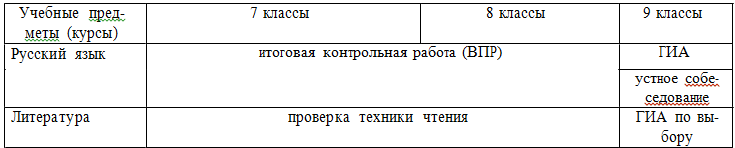 Учебные пред-
меты (курсы)
7 классы
8 классы
9 классы
Русский язык
итоговая контрольная работа (ВПР)
ГИА
устное собе-
седование
Литература
проверка техники чтения
ГИА по вы-
бору